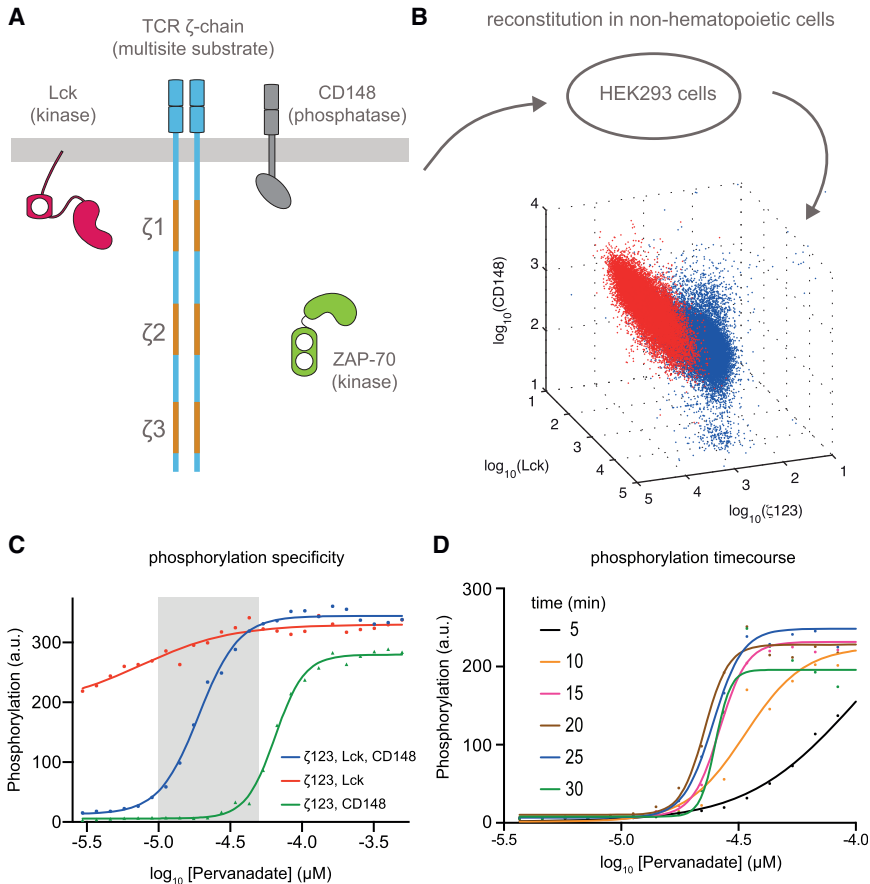 A
TCR ζ-chain
(multisite substrate)
Lck
(kinase)
CD148
(phosphatase)
ζ1
ζ2
ζ3
ZAP-70
(kinase)
B
reconstitution in non-hematopoietic cells
HEK293 cells
4
3
2
1
log10(CD148)
1
2
3
4
5
log10(Lck)
5
4
3
2
1
log10(ζ123)
C
phosphorylation specificity
Phosphorylation (a.u.)
300
200
100
0
ζ123, Lck, CD148
ζ123, Lck
ζ123, CD148
-5.5 -5.0 -4.5 -4.0 -3.5
log10 [Pervanadate] (µM)
D
phosphorylation timecourse
Phosphorylation (a.u.)
300
200
100
0
time (min)
5
10
15
20
25
30
-5.5 -5.0 -4.5 -4.0
log10 [Pervanadate] (µM)